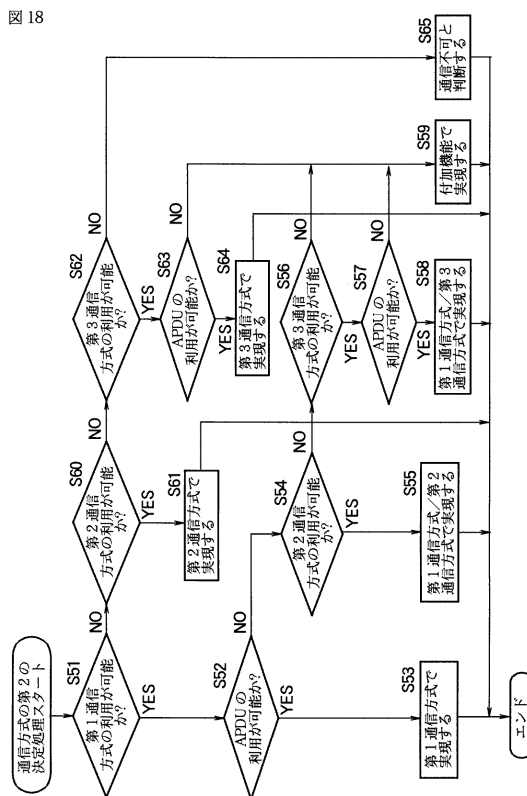 図 18
通信方式の第2の
決定処理スタート
S51
第1通信
方式の利用が可能
か?
NO
YES
S52
APDUの
利用が可能か?
NO
YES
S53
第1通信方式で
実現する
エンド
S60
第2通信
方式の利用が可能
か?
NO
YES
S61
第2通信方式で
実現する
S54
第2通信
方式の利用が可能
か?
NO
YES
S55
第1通信方式/第2
通信方式で実現する
S62
第3通信
方式の利用が可能
か?
NO
YES
S63
APDUの
利用が可能か?
NO
YES
S64
第3通信方式で
実現する
S56
第3通信
方式の利用が可能
か?
NO
YES
S57
APDUの
利用が可能か?
NO
YES
S58
第1通信方式/第3
通信方式で実現する
S59
付加機能で
実現する
S65
通信不可と
判断する